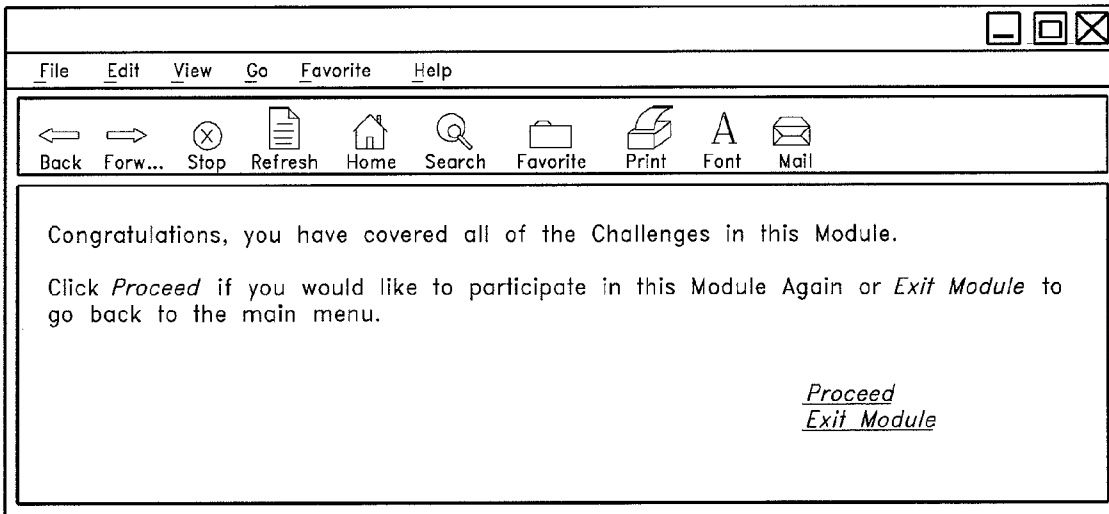 File Edit View Go Favorite Help
Back Forw... Stop Refresh Home Search Favorite Print Font Mail
Congratulations, you have covered all of the Challenges in this Module.
Click Proceed if you would like to participate in this Module Again or Exit Module to
go back to the main menu.
Proceed
Exit Module